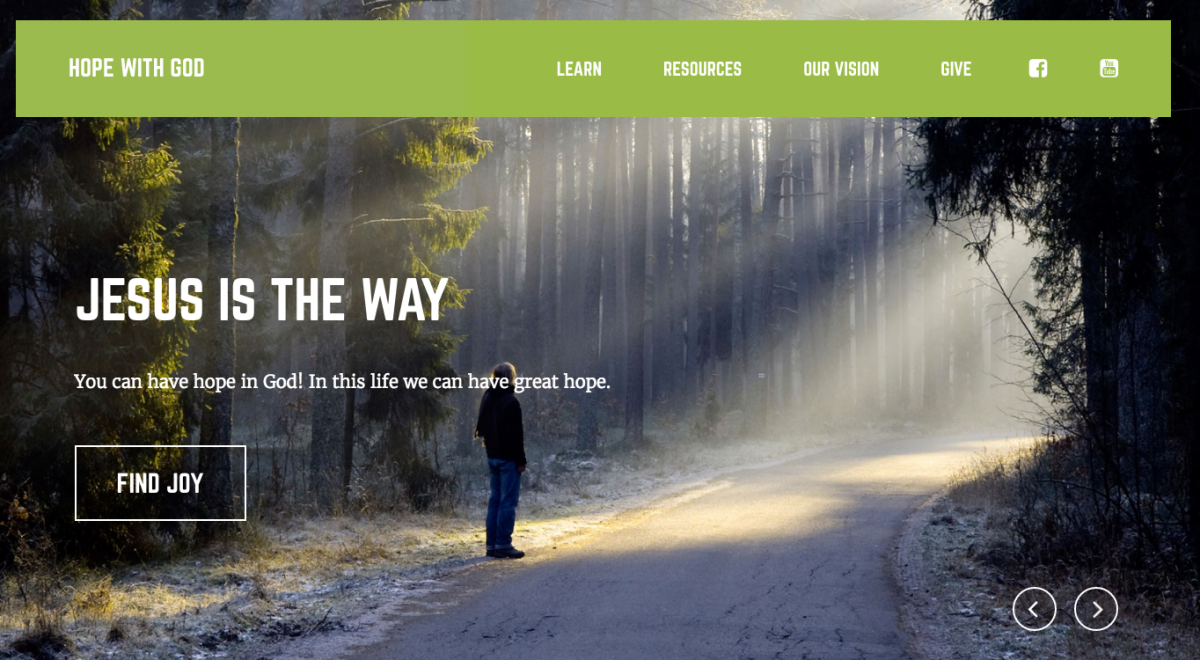 HOPE WITH GOD
LEARN
RESOURCES
OUR VISION
GIVE
You
Tube
JESUS IS THE WAY
You can have hope in God! In this life we can have great hope.
FIND JOY